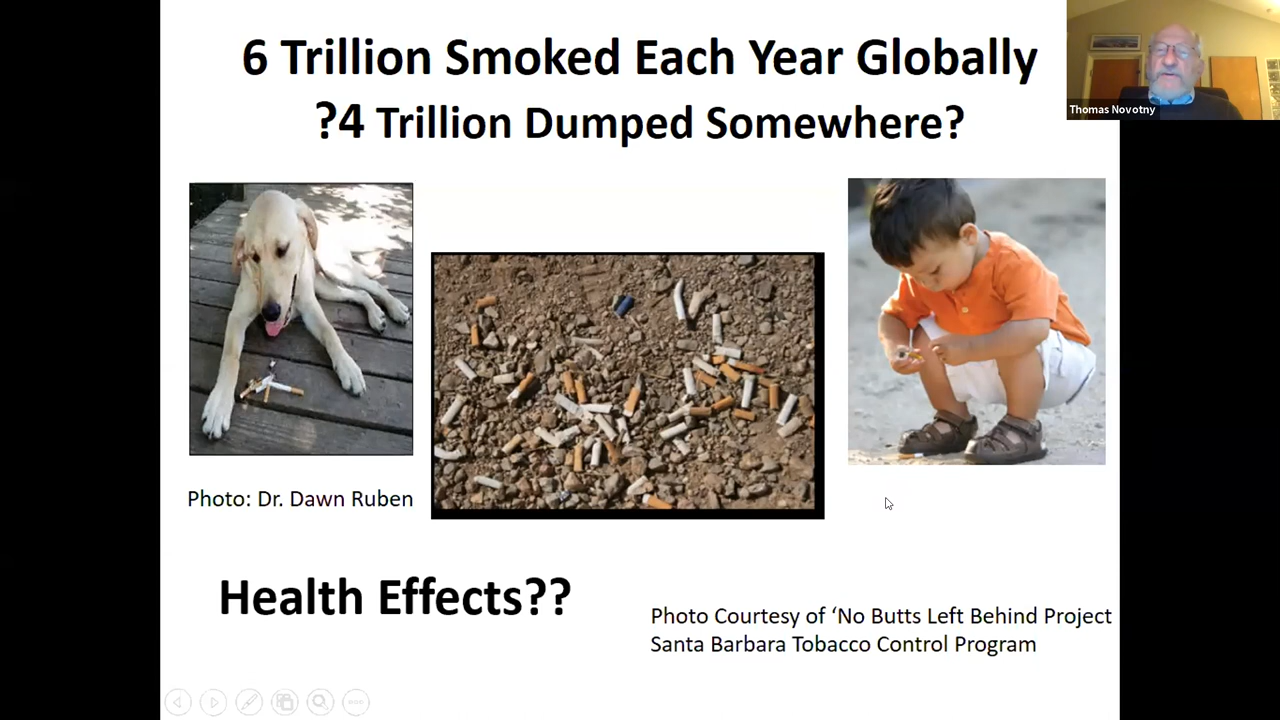 6 Trillion Smoked Each Year Globally
?4 Trillion Dumped Somewhere?
Thomas Novotny
Photo: Dr. Dawn Ruben
Health Effects??
Photo Courtesy of ‘No Butts Left Behind Project
Santa Barbara Tobacco Control Program